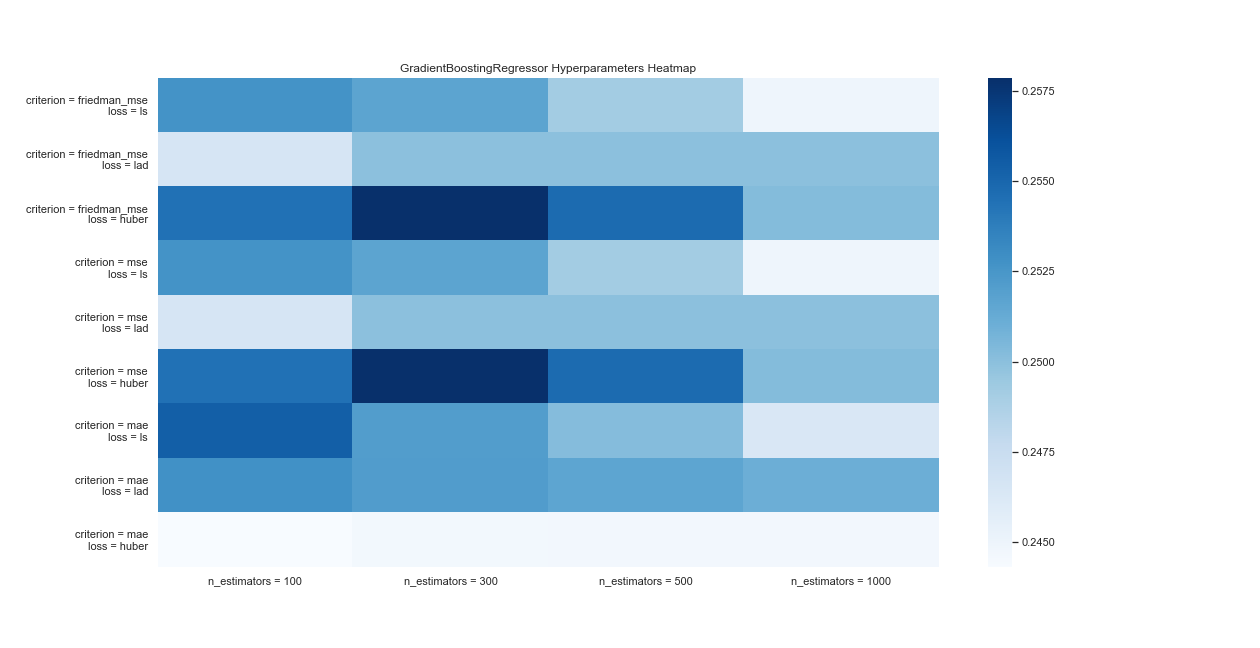 GradientBoostingRegressor Hyperparameters Heatmap
criterion = friedman_mse
loss = ls
criterion = friedman_mse
loss = lad
criterion = friedman_mse
loss = huber
criterion = mse
loss = ls
criterion = mse
loss = lad
criterion = mse
loss = huber
criterion = mae
loss = ls
criterion = mae
loss = lad
criterion = mae
loss = huber
n_estimators = 100
n_estimators = 300
n_estimators = 500
n_estimators = 1000
0.2575
0.2550
0.2525
0.2500
0.2475
0.2450